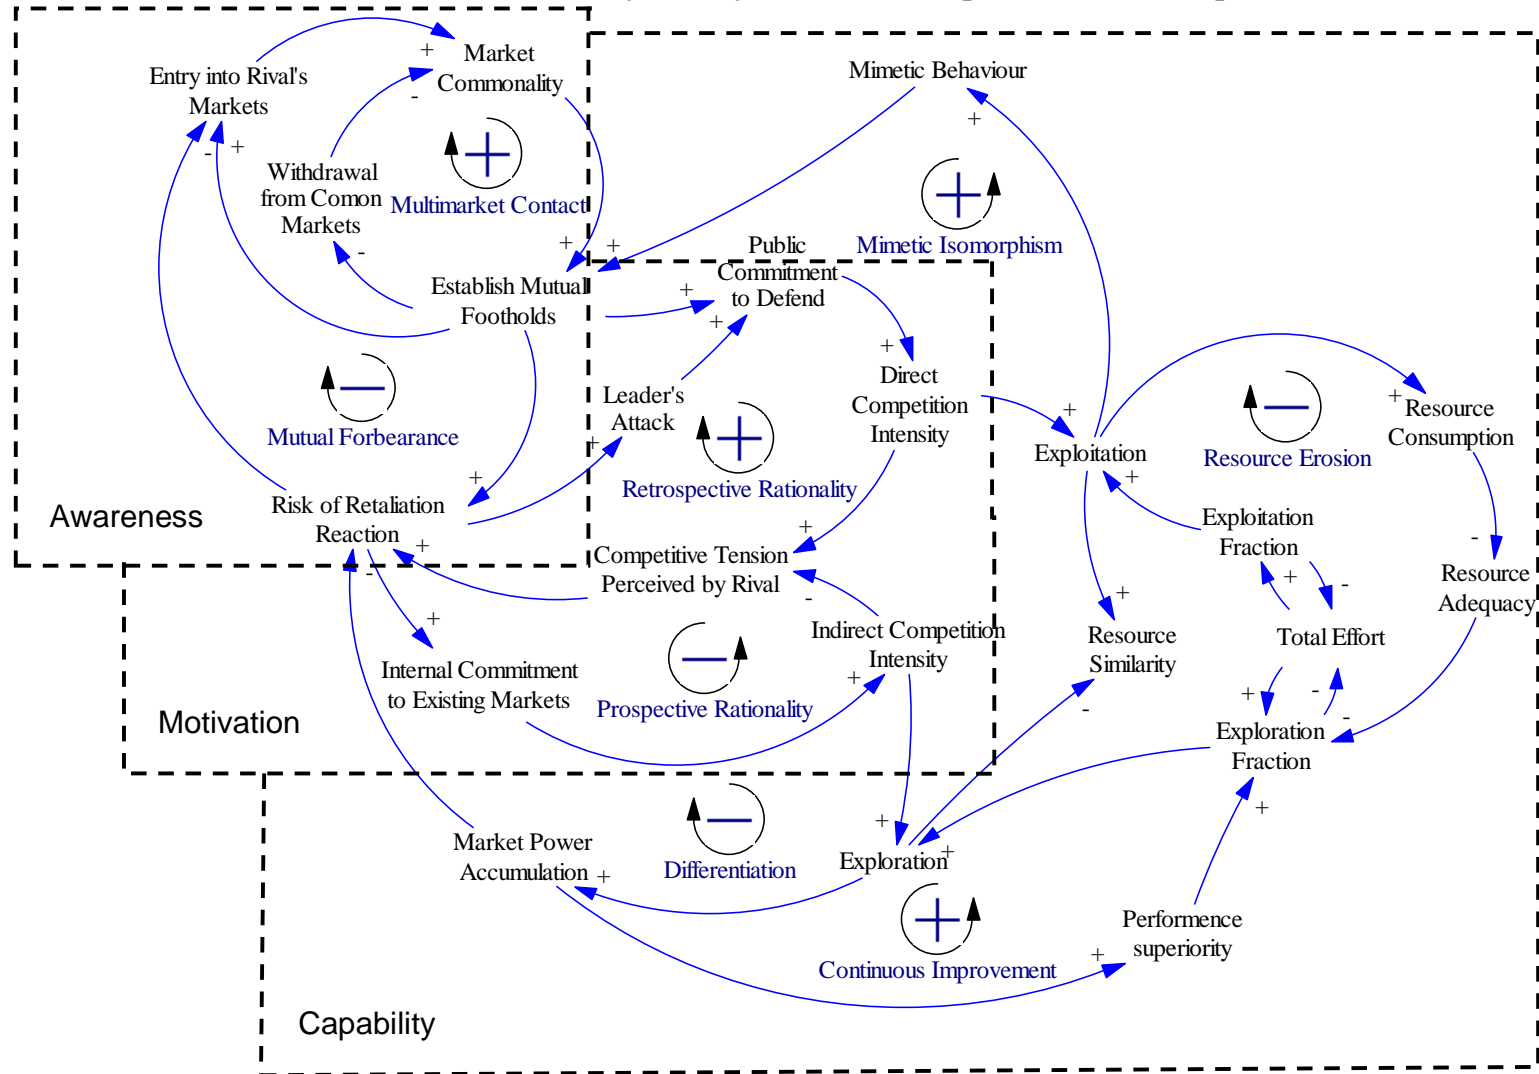 Market
Commonality
Entry into Rival's
Markets
Withdrawal
from Comon
Markets
Multimarket Contact
Establish Mutual
Footholds
Mutual Forbearance
Risk of Retaliation
Reaction
Awareness
Mimetic Behaviour
Mimetic Isomorphism
Public
Commitment
to Defend
Direct
Competition
Intensity
Leader's
Attack
Retrospective Rationality
Competitive Tension
Perceived by Rival
Indirect Competition
Intensity
Internal Commitment
to Existing Markets
Prospective Rationality
Motivation
Exploitation
Resource Erosion
Resource
Consumption
Exploitation
Fraction
Resource
Adequacy
Total Effort
Resource
Similarity
Exploration
Fraction
Market Power
Accumulation
Differentiation
Exploration
Continuous Improvement
Performence
superiority
Capability